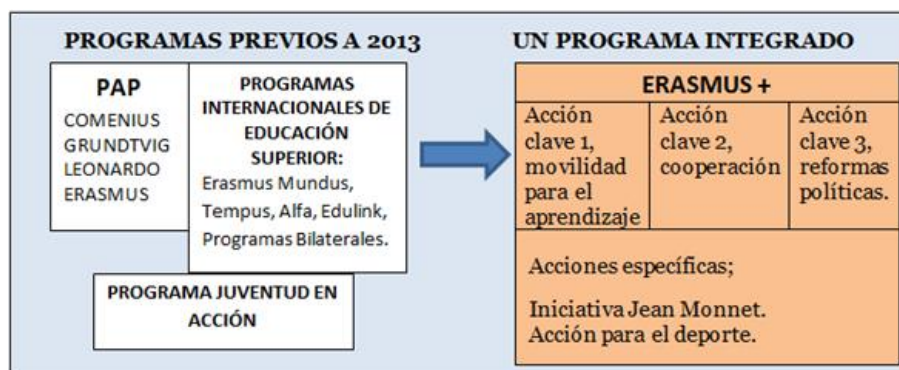 PROGRAMAS PREVIOS A 2013
PAP
COMENIUS
GRUNDTVIG
LEONARDO
ERASMUS
PROGRAMAS
INTERNACIONALES DE
EDUCACIÓN
SUPERIOR:
Erasmus Mundus,
Tempus, Alfa, Edulink,
Programas Bilaterales.
PROGRAMA JUVENTUD EN
ACCIÓN
UN PROGRAMA INTEGRADO
ERASMUS +
Acción
clave 1,
movilidad
para el
aprendizaje
Acción
clave 2,
cooperación
Acción
clave 3,
reformas
políticas.
Acciones específicas;
Iniciativa Jean Monnet.
Acción para el deporte.